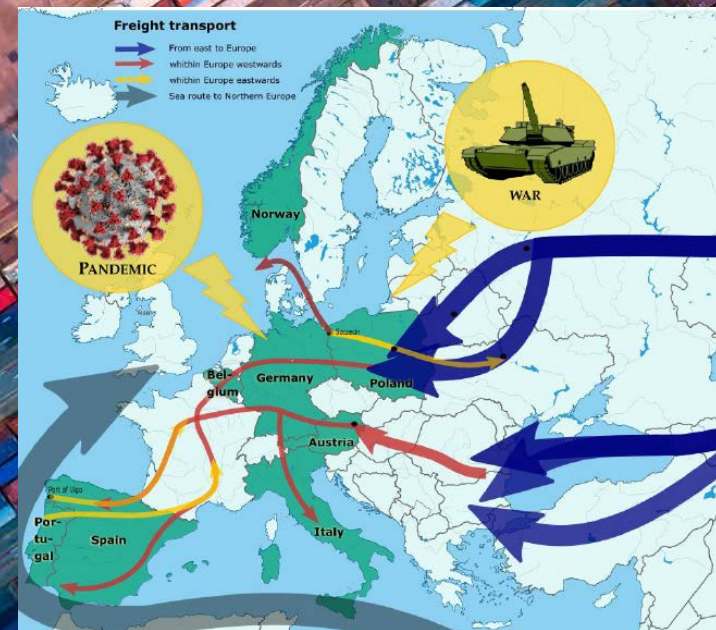 Freight transport
From east to Europe
whithin Europe westwards
whithin Europe eastwards
Sea route to Northern Europe
WAR
PANDEMIC
Norway
Szczecin
Bel-
gium
Germany
Poland
Austria
Port of Vigo
Por-
tu-
gal
Spain
Italy